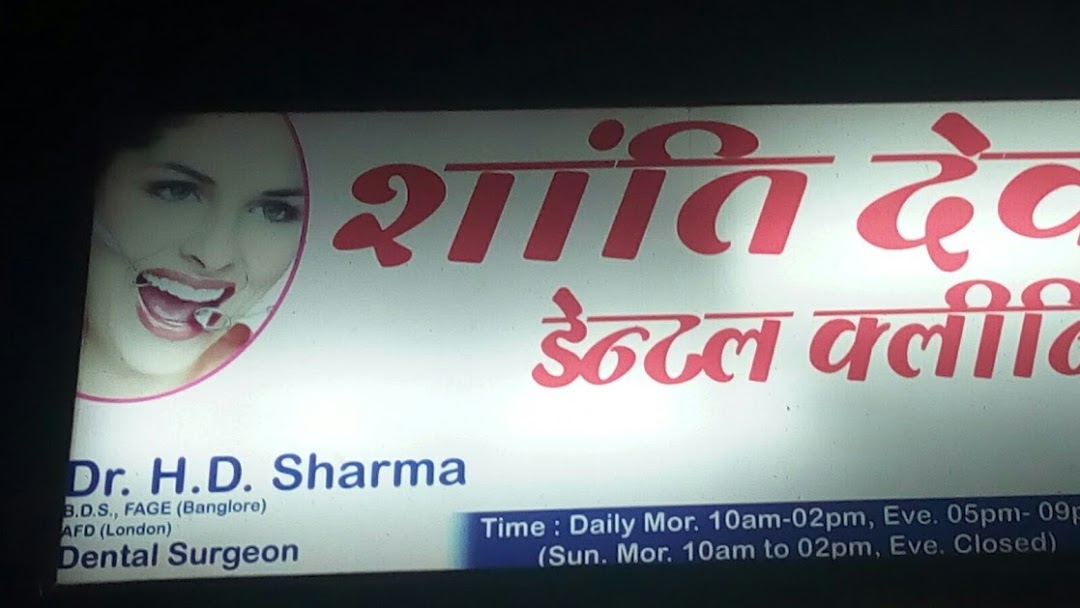 शांति देव
डेन्टल क्लीनि
Dr. H.D. Sharma
B.D.S., FAGE (Banglore)
AFD (London)
Dental Surgeon
Time : Daily Mor. 10am-02pm, Eve. 05pm- 09p
(Sun. Mor. 10am to 02pm, Eve. Closed)